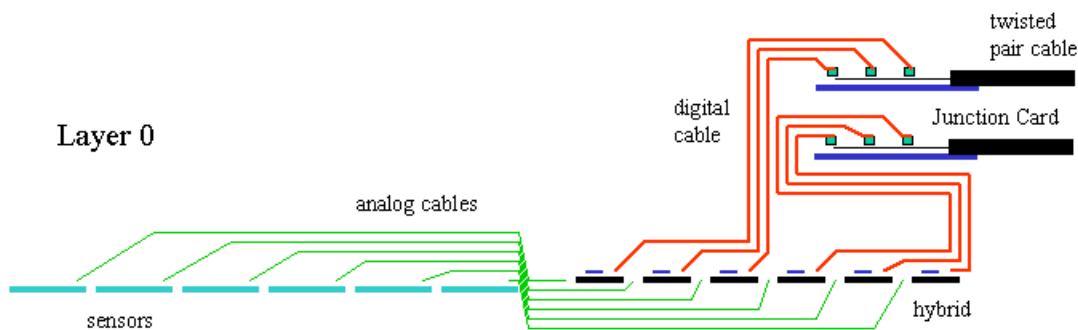 twisted
pair cable
digital
cable
Junction Card
Layer 0
analog cables
sensors
hybrid